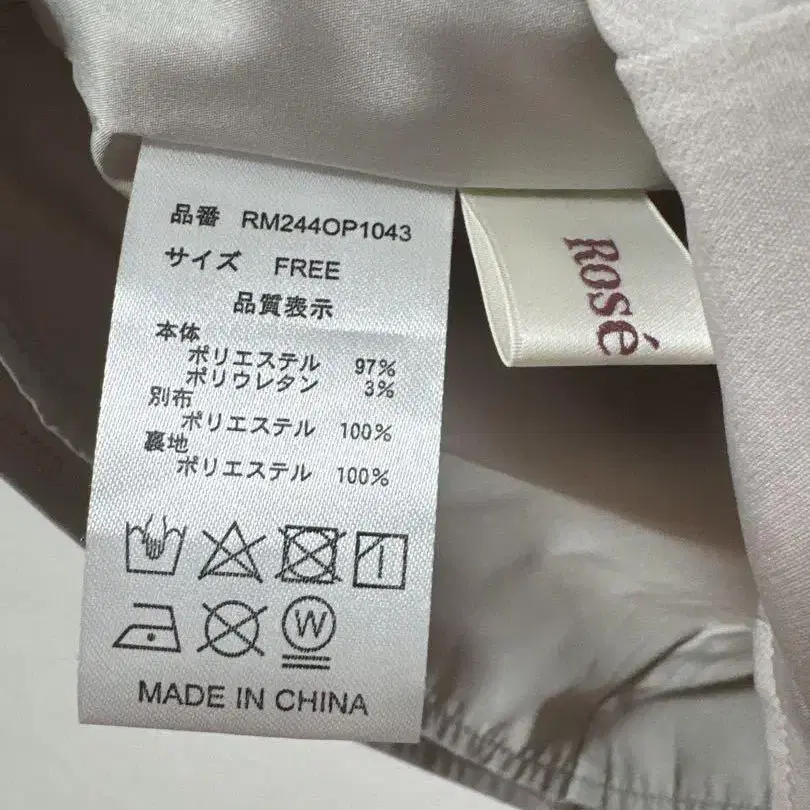 品番 RM244OP1043
サイズ FREE
品質表示
本体
ポリエステル 97%
ポリウレタン 3%
別布
ポリエステル 100%
裏地
ポリエステル 100%
W
MADE IN CHINA
Rosé